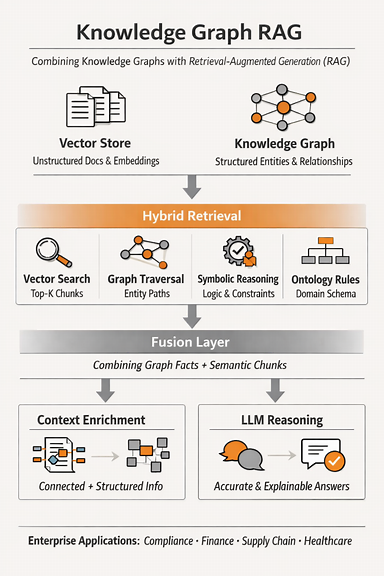 Knowledge Graph RAG
Combining Knowledge Graphs with Retrieval-Augmented Generation (RAG)
Vector Store
Unstructured Docs & Embeddings
Knowledge Graph
Structured Entities & Relationships
Hybrid Retrieval
Vector Search
Top-K Chunks
Graph Traversal
Entity Paths
Symbolic Reasoning
Logic & Constraints
Ontology Rules
Domain Schema
Fusion Layer
Combining Graph Facts + Semantic Chunks
Context Enrichment
Connected + Structured Info
LLM Reasoning
Accurate & Explainable Answers
Enterprise Applications: Compliance · Finance · Supply Chain · Healthcare